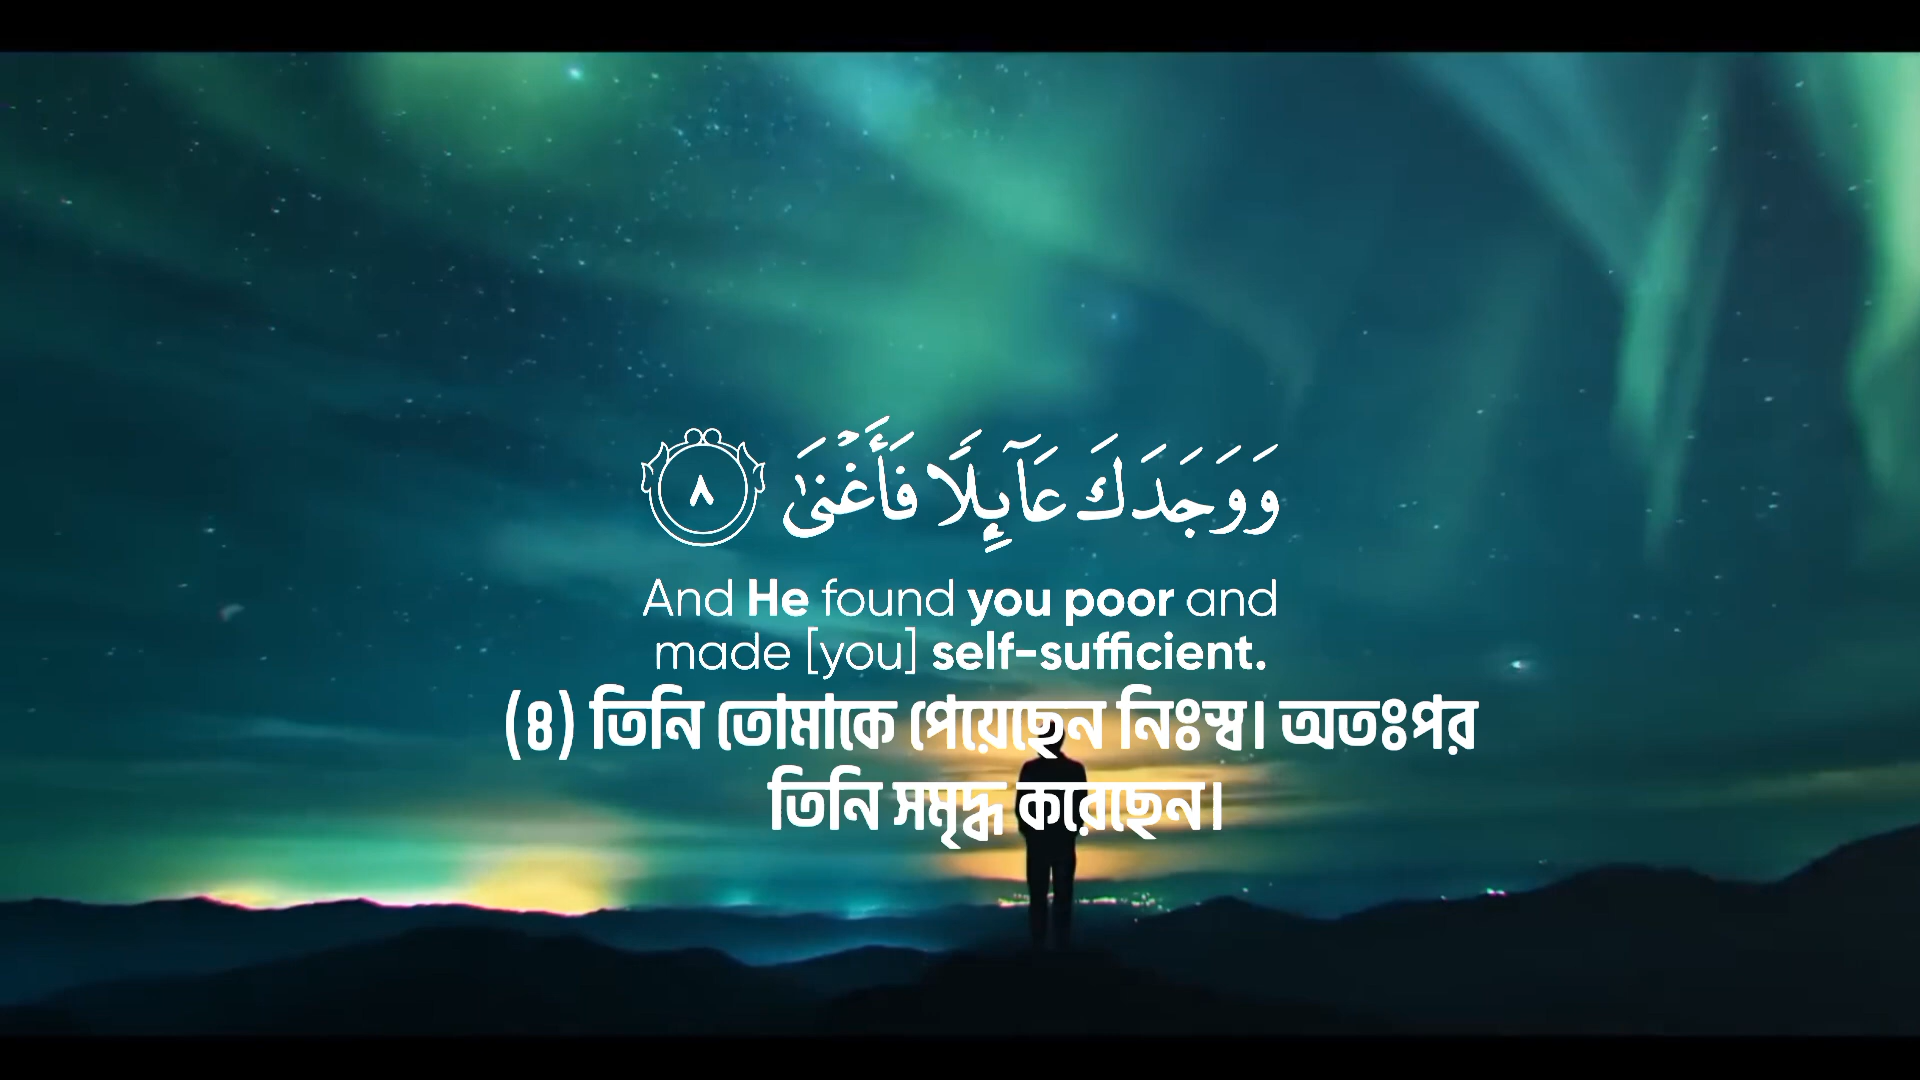 وَوَجَدَكَ عَآئِلًا فَأَغْنَىٰ ٨
And He found you poor and
made [you] self-sufficient.
(৪) তিনি তোমাকে পেয়েছেন নিঃস্ব। অতঃপর
তিনি সমৃদ্ধ করেছেন।